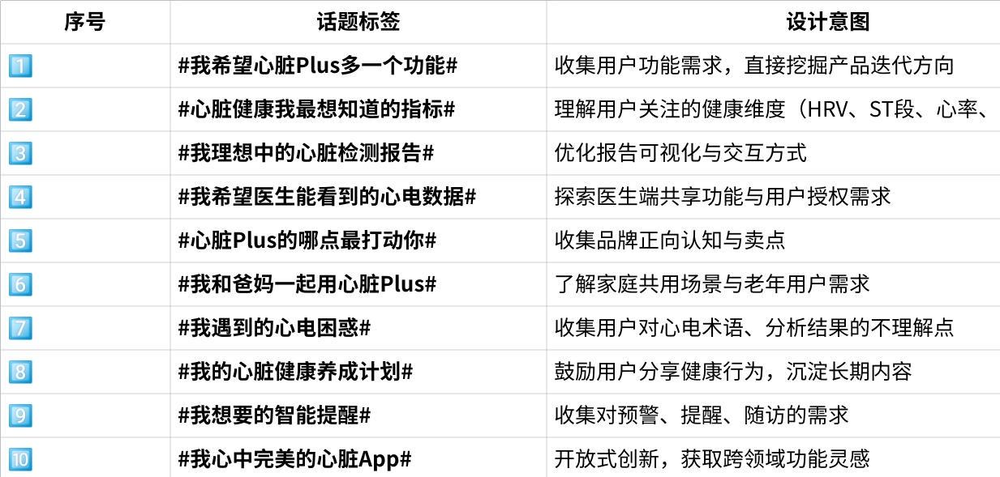 序号 话题标签 设计意图
1 #我希望心脏Plus多一个功能# 收集用户功能需求，直接挖掘产品迭代方向
2 #心脏健康我最想知道的指标# 理解用户关注的健康维度（HRV、ST段、心率、
3 #我理想中的心脏检测报告# 优化报告可视化与交互方式
4 #我希望医生能看到的心电数据# 探索医生端共享功能与用户授权需求
5 #心脏Plus的哪点最打动你# 收集品牌正向认知与卖点
6 #我和爸妈一起用心脏Plus# 了解家庭共用场景与老年用户需求
7 #我遇到的心电困惑# 收集用户对心电术语、分析结果的不理解点
8 #我的心脏健康养成计划# 鼓励用户分享健康行为，沉淀长期内容
9 #我想要的智能提醒# 收集对预警、提醒、随访的需求
10 #我心中完美的心脏App# 开放式创新，获取跨领域功能灵感